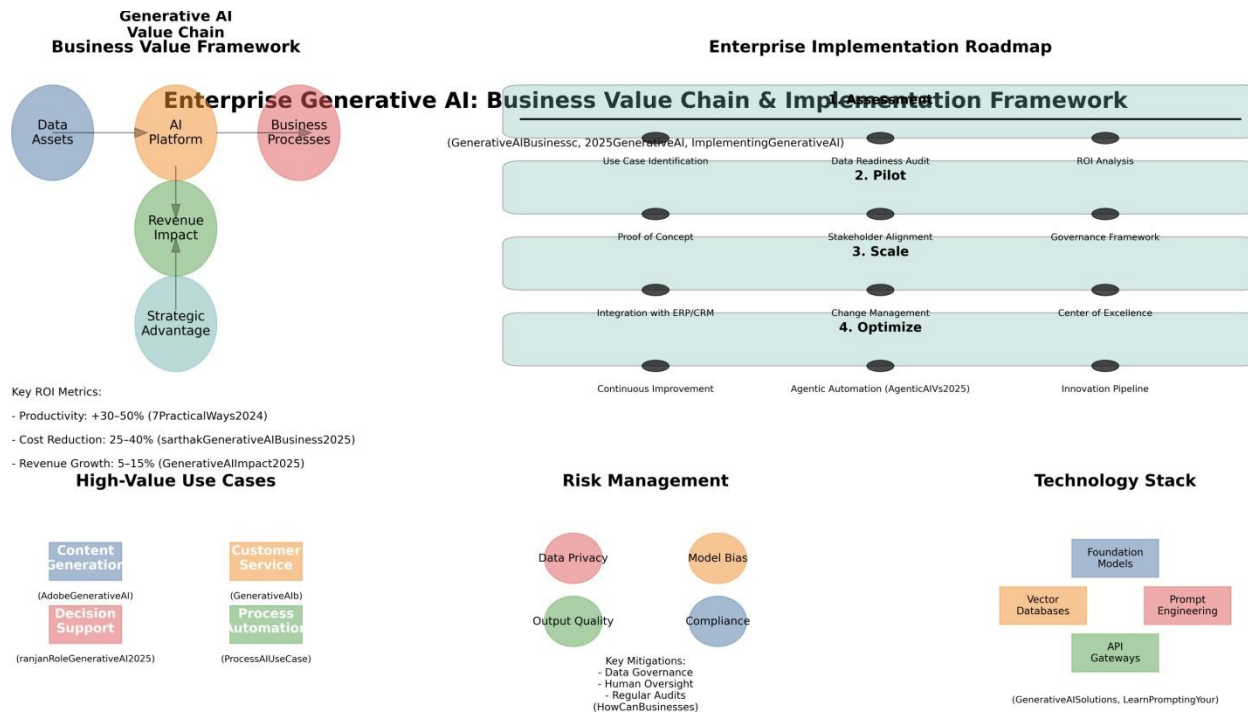 Generative AI
Value Chain
Business Value Framework
Enterprise Implementation Roadmap
Enterprise Generative AI: Business Value Chain & Implementation Framework
(GenerativeAIBusinessc, 2025GenerativeAI, ImplementingGenerativeAI)
Data
Assets
AI
Platform
Business
Processes
Revenue
Impact
Strategic
Advantage
Key ROI Metrics:
- Productivity: +30–50% (7PracticalWays2024)
- Cost Reduction: 25–40% (sarthakGenerativeAIBusiness2025)
- Revenue Growth: 5–15% (GenerativeAIImpact2025)
1. Assessment
Use Case Identification
Data Readiness Audit
ROI Analysis
2. Pilot
Proof of Concept
Stakeholder Alignment
Governance Framework
3. Scale
Integration with ERP/CRM
Change Management
Center of Excellence
4. Optimize
Continuous Improvement
Agentic Automation (AgenticAIVs2025)
Innovation Pipeline
High-Value Use Cases
Content
Generation
(AdobeGenerativeAI)
Customer
Service
(GenerativeAIb)
Decision
Support
(ranjanRoleGenerativeAI2025)
Process
Automation
(ProcessAIUseCase)
Risk Management
Data Privacy
Model Bias
Output Quality
Compliance
Key Mitigations:
- Data Governance
- Human Oversight
- Regular Audits
(HowCanBusinesses)
Technology Stack
Foundation
Models
Vector
Databases
Prompt
Engineering
API
Gateways
(GenerativeAISolutions, LearnPromptingYour)